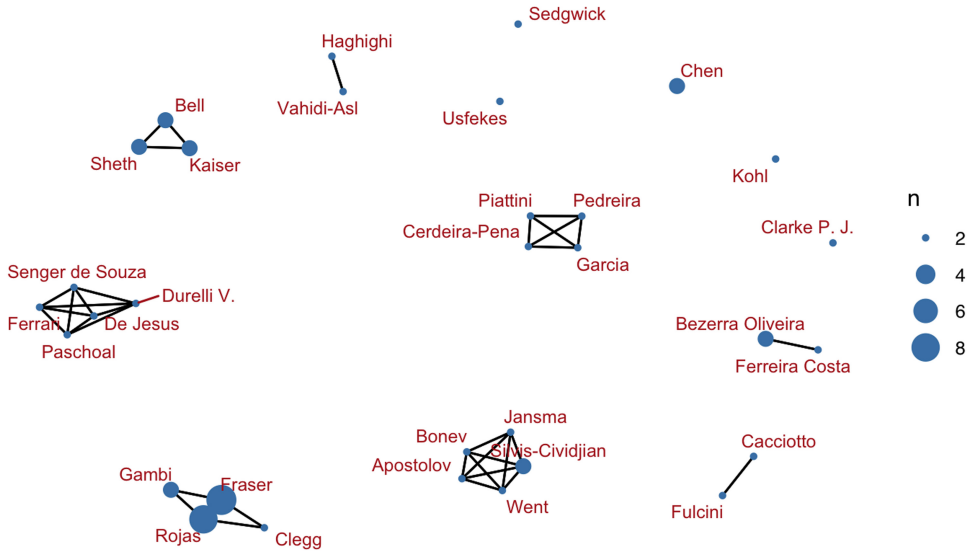 Sedgwick
Haghighi
Chen
Vahidi-Asl
Bell
Usfekes
Sheth
Kaiser
Kohl
n
Piattini
Pedreira
Clarke P. J.
Cerdeira-Pena
2
Garcia
Senger de Souza
4
Durelli V.
Ferrari
De Jesus
6
Bezerra Oliveira
Paschoal
8
Ferreira Costa
Jansma
Bonev
Silvis-Cividjian
Cacciotto
Apostolov
Gambi
Fraser
Went
Fulcini
Rojas
Clegg